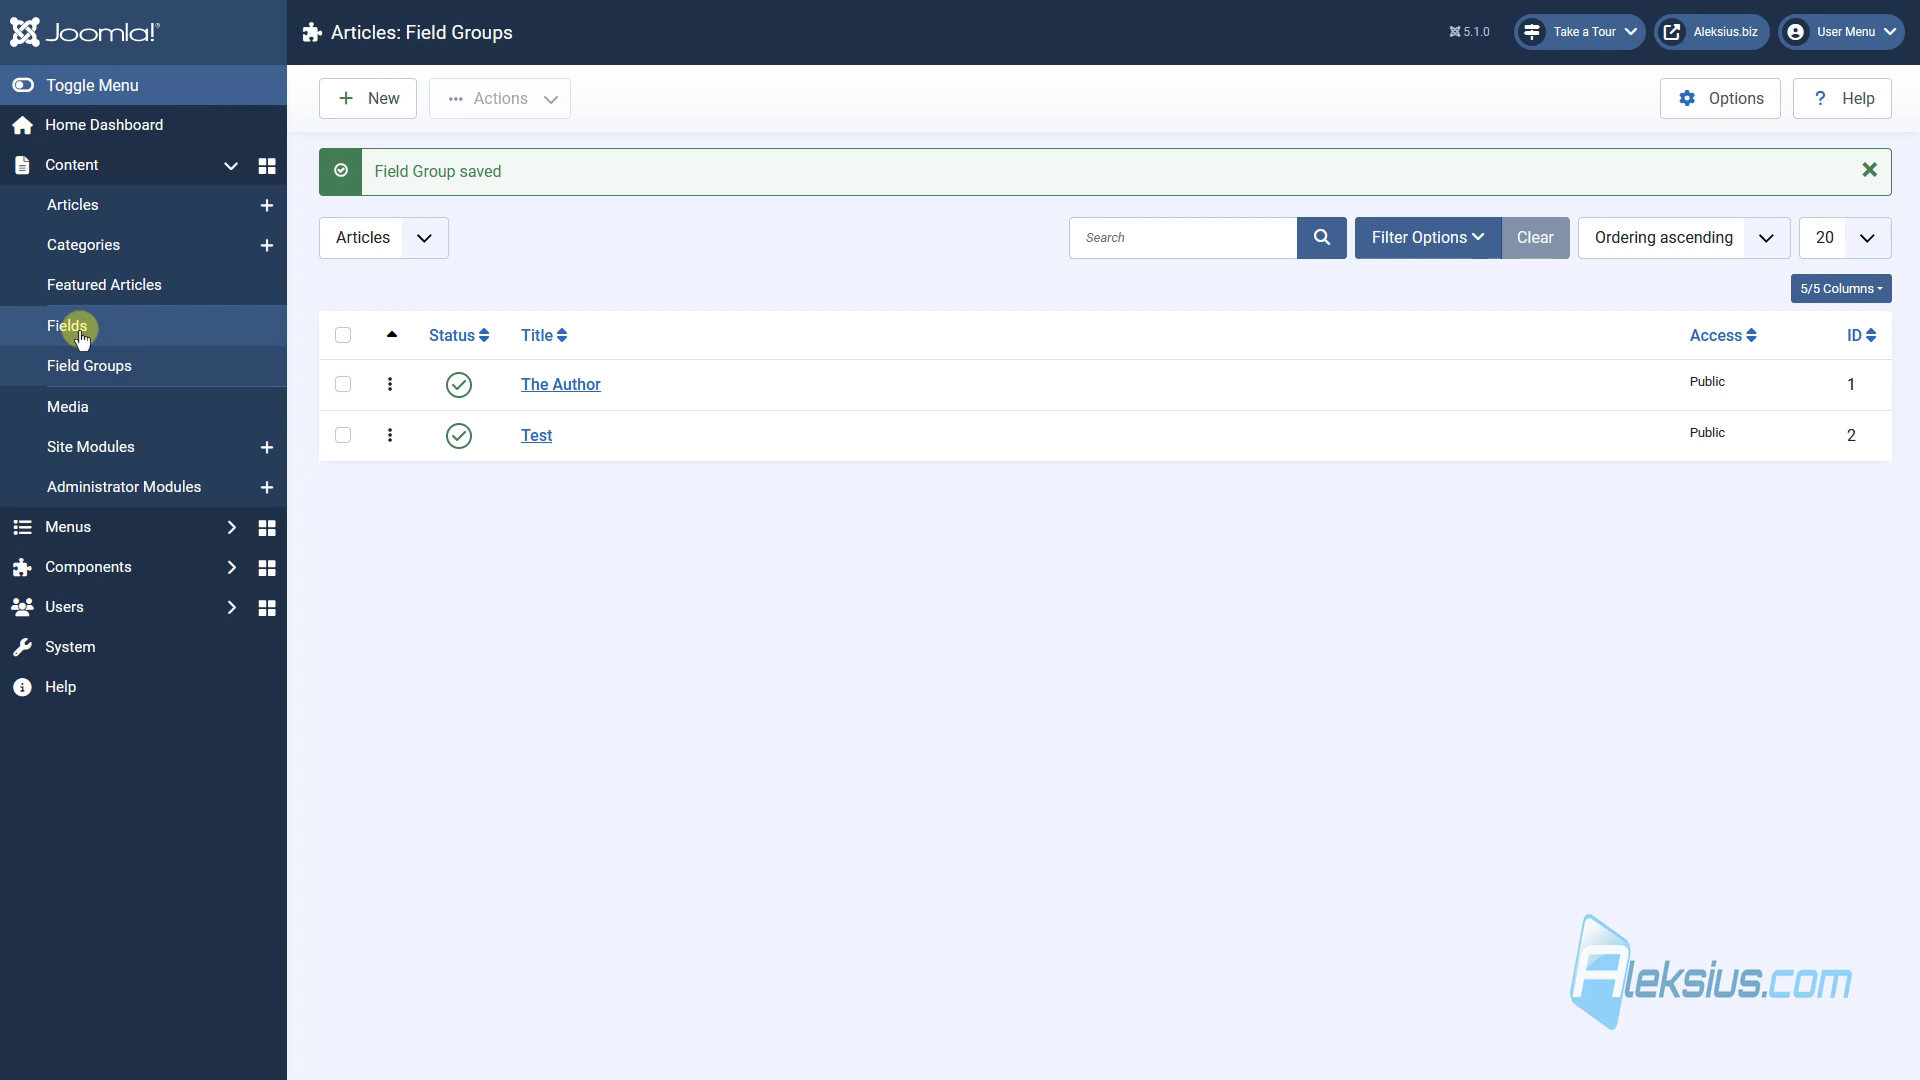 Joomla!
Articles: Field Groups
5.1.0
Take a Tour
Aleksius.biz
User Menu
Toggle Menu
New
Actions
Options
? Help
Home Dashboard
Content
Field Group saved
Articles
Categories
Featured Articles
Fields
Field Groups
Media
Site Modules
Administrator Modules
Menus
Components
Users
System
Help
Articles
Search
Filter Options
Clear
Ordering ascending
20
5/5 Columns
Status
Title
Access
ID
The Author
Public
1
Test
Public
2
Aleksius.com